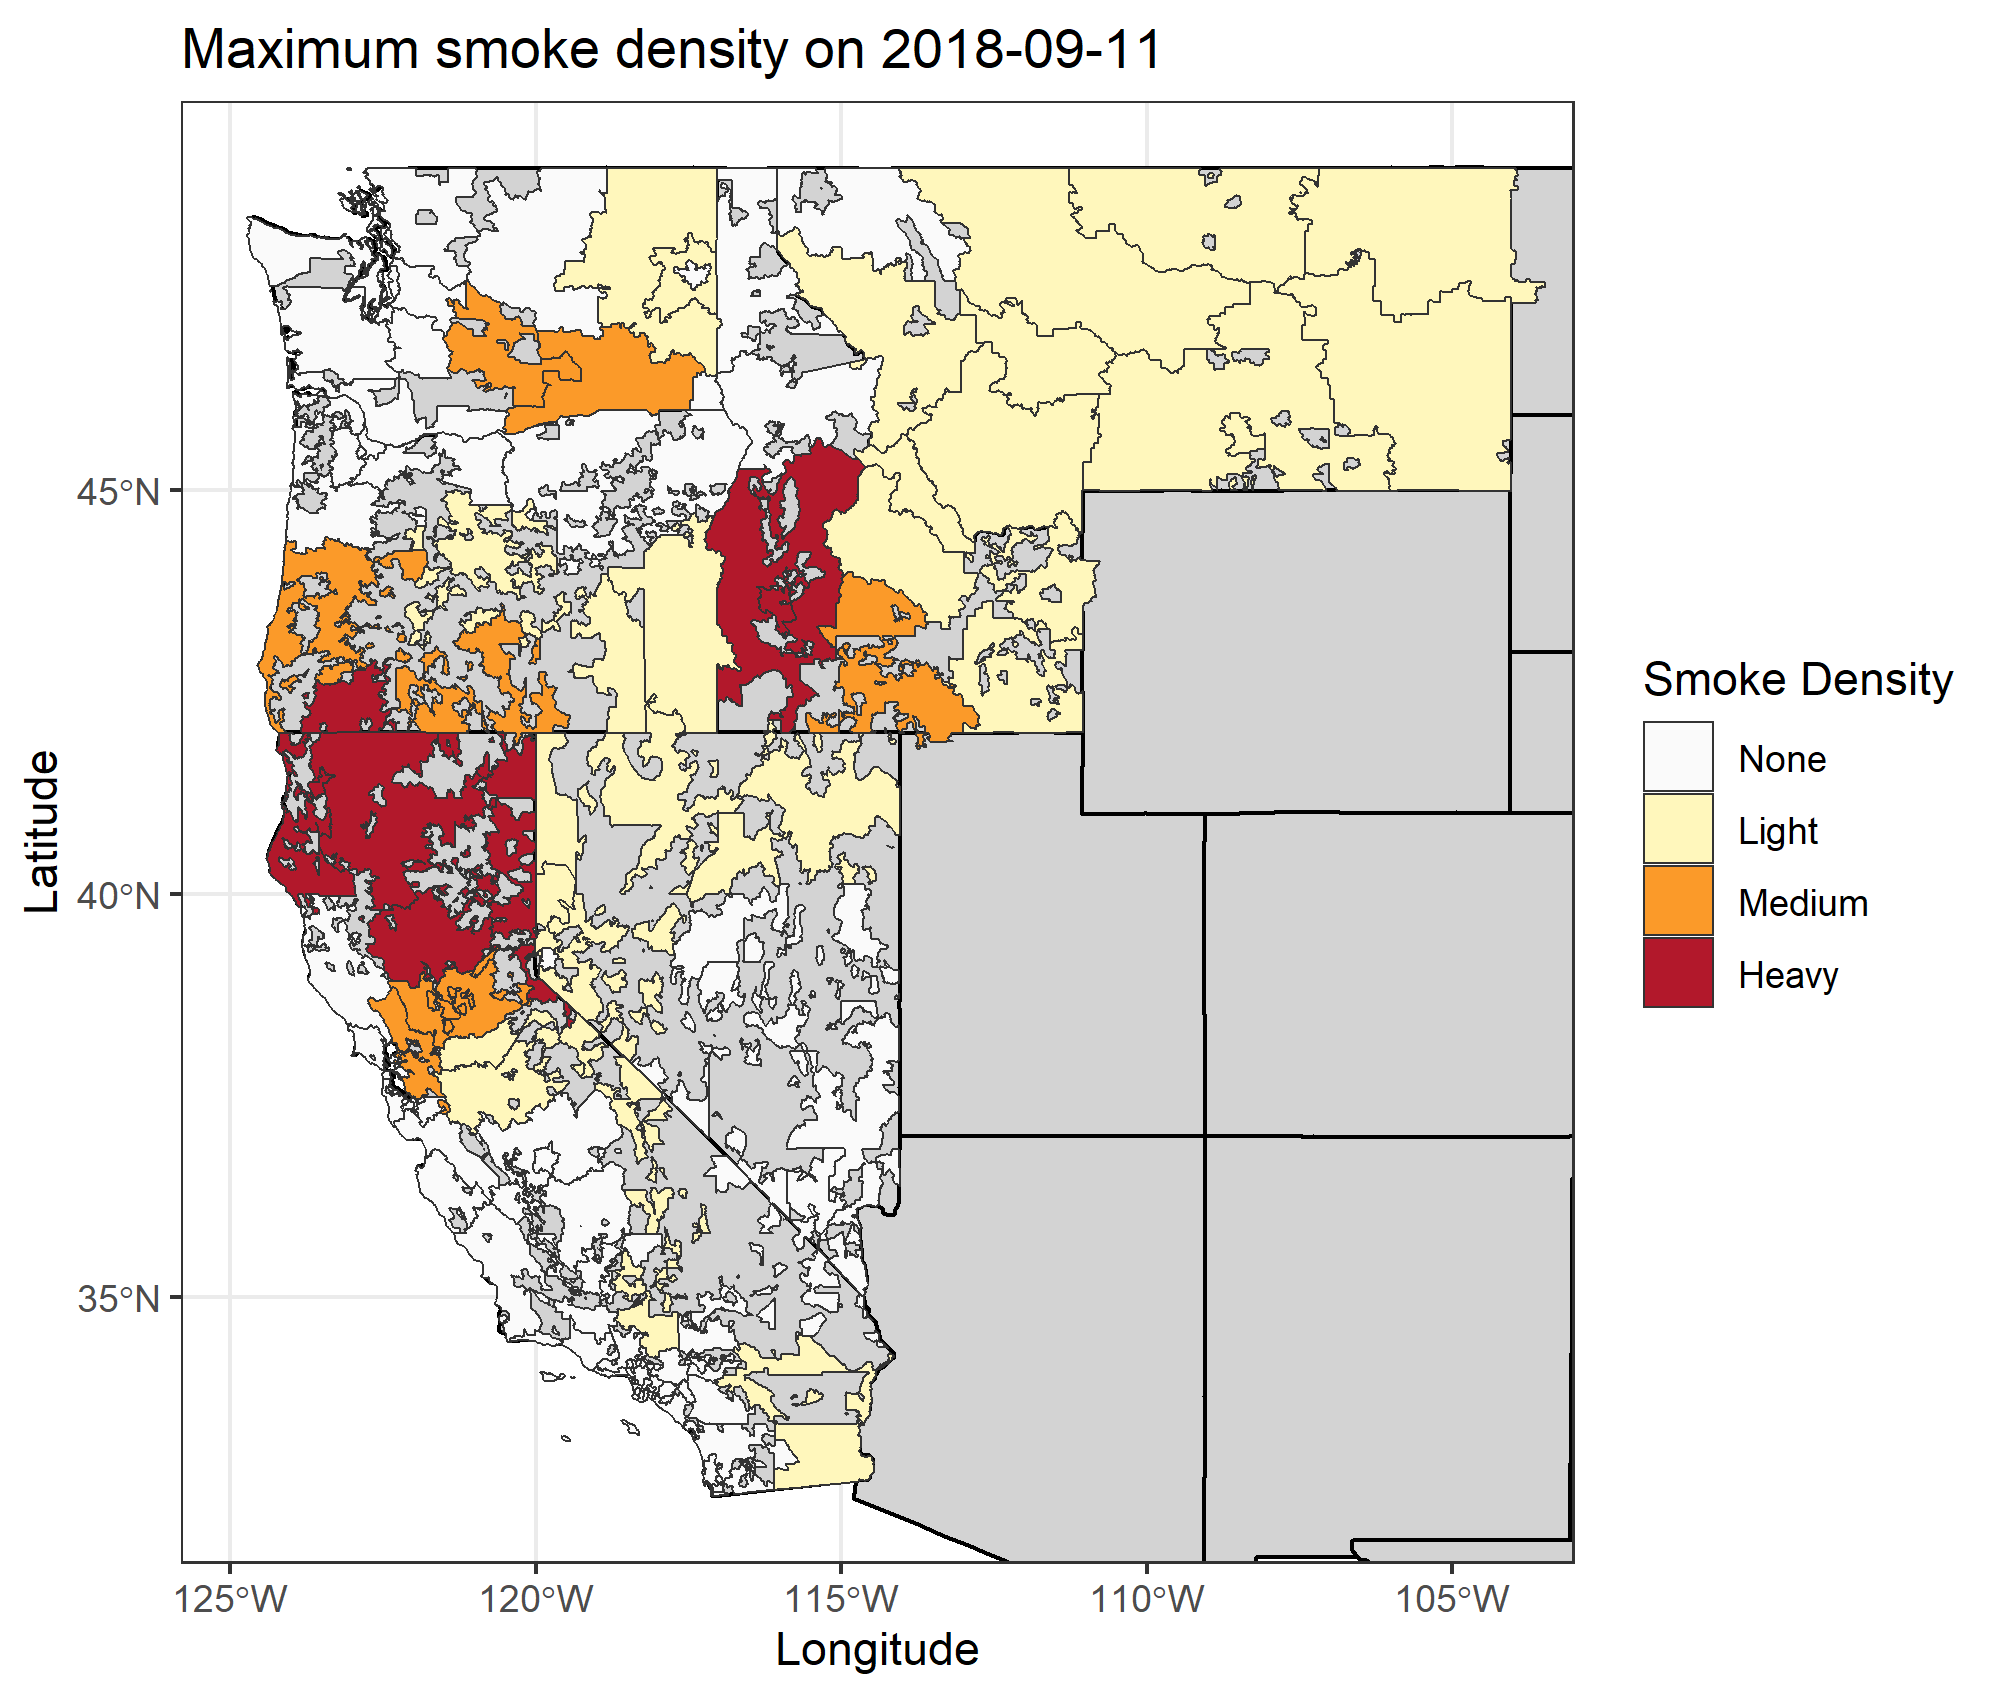 Maximum smoke density on 2018-09-11
45°N
40°N
35°N
Latitude
125°W
120°W
115°W
110°W
105°W
Longitude
Smoke Density
None
Light
Medium
Heavy